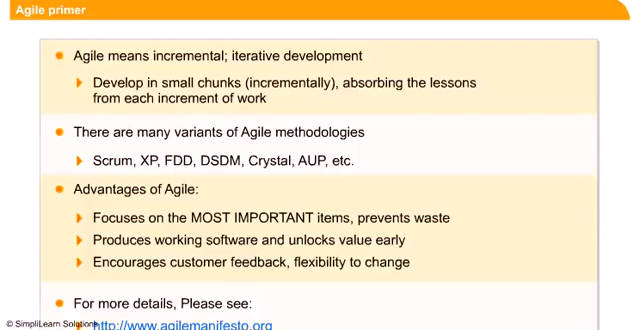 Agile primer
Agile means incremental; iterative development
Develop in small chunks (incrementally), absorbing the lessons
from each increment of work
There are many variants of Agile methodologies
Scrum, XP, FDD, DSDM, Crystal, AUP, etc.
Advantages of Agile:
Focuses on the MOST IMPORTANT items, prevents waste
Produces working software and unlocks value early
Encourages customer feedback, flexibility to change
For more details, Please see:
http://www.agilemanifesto.org
© SimpliLearn Solutions